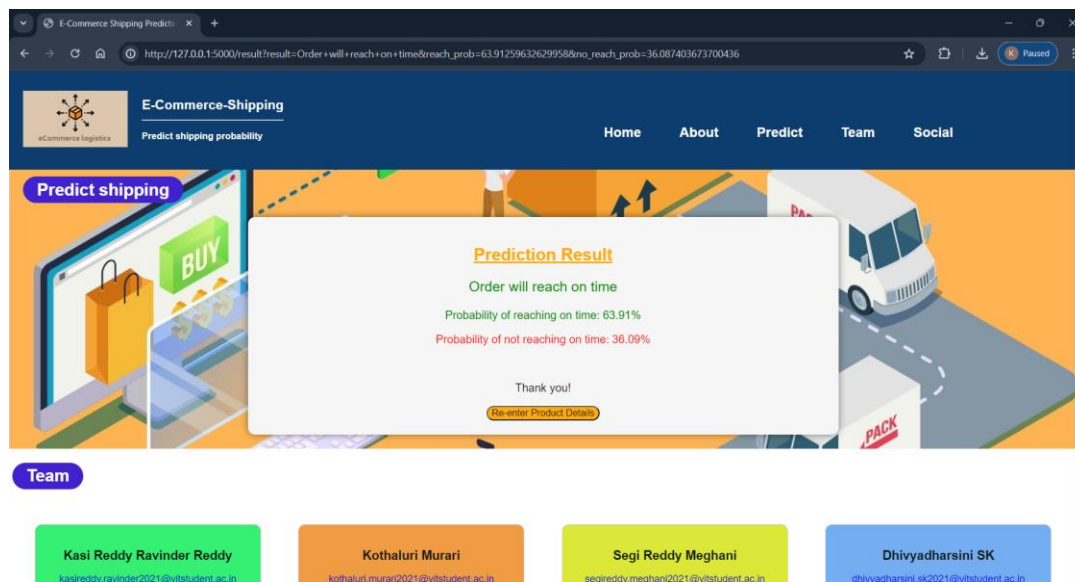 E-Commerce Shipping Predicti
http://127.0.0.1:5000/result?result=Order+will+reach+on+time&reach_prob=63.91259632629958&no_reach_prob=36.087403673700436
K Paused
eCommerce logistics
E-Commerce-Shipping
Predict shipping probability
Home About Predict Team Social
Predict shipping
BUY
PACK
Prediction Result
Order will reach on time
Probability of reaching on time: 63.91%
Probability of not reaching on time: 36.09%
Thank you!
Re-enter Product Details
PACK
Team
Kasi Reddy Ravinder Reddy
kasireddy.ravinder2021@vitstudent.ac.in
Kothaluri Murari
kothaluri.murari2021@vitstudent.ac.in
Segi Reddy Meghani
segireddy.meghani2021@vitstudent.ac.in
Dhivyadharsini SK
dhivyadharsini.sk2021@vitstudent.ac.in